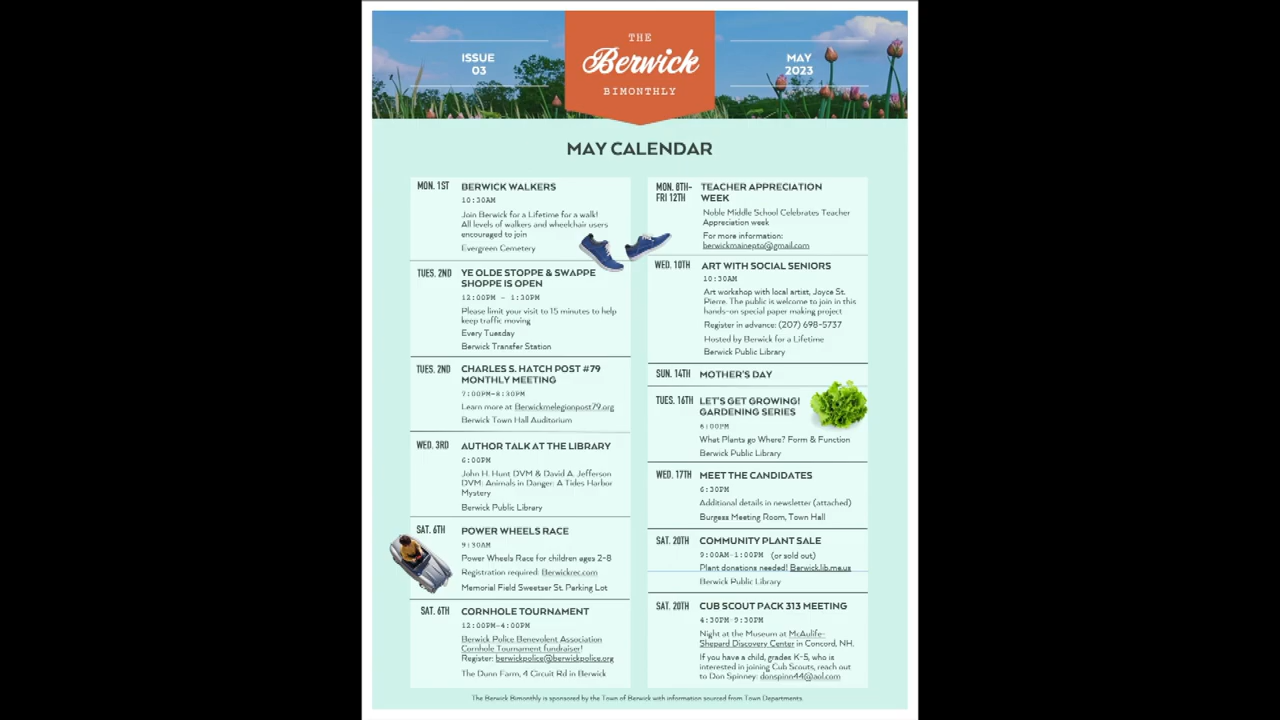 THE
Berwick
BIMONTHLY
ISSUE
03
MAY
2023
MAY CALENDAR
MON. 1ST
BERWICK WALKERS
10:30AM
Join Berwick for a Lifetime for a walk!
All levels of walkers and wheelchair users
encouraged to join
Evergreen Cemetery
TUES. 2ND
YE OLDE STOPPE & SWAPPE
SHOPPE IS OPEN
12:00PM - 1:30PM
Please limit your visit to 15 minutes to help
keep traffic moving
Every Tuesday
Berwick Transfer Station
TUES. 2ND
CHARLES S. HATCH POST #79
MONTHLY MEETING
7:00PM-8:30PM
Learn more at Berwickmelegionpost79.org
Berwick Town Hall Auditorium
WED. 3RD
AUTHOR TALK AT THE LIBRARY
6:00PM
John H. Hunt DVM & David A. Jefferson
DVM: Animals in Danger: A Tides Harbor
Mystery
Berwick Public Library
SAT. 6TH
POWER WHEELS RACE
9:30AM
Power Wheels Race for children ages 2-8
Registration required: Berwickrec.com
Memorial Field Sweetser St. Parking Lot
SAT. 6TH
CORNHOLE TOURNAMENT
12:00PM-4:00PM
Berwick Police Benevolent Association
Cornhole Tournament fundraiser!
Register: berwickpolice@berwickpolice.org
The Dunn Farm, 4 Circuit Rd in Berwick
MON. 8TH-
FRI 12TH
TEACHER APPRECIATION
WEEK
Noble Middle School Celebrates Teacher
Appreciation week
For more information:
berwickmainepta@gmail.com
WED. 10TH
ART WITH SOCIAL SENIORS
10:30AM
Art workshop with local artist, Joyce St.
Pierre. The public is welcome to join in this
hands-on special paper making project
Register in advance: (207) 698-5737
Hosted by Berwick for a Lifetime
Berwick Public Library
SUN. 14TH
MOTHER'S DAY
TUES. 16TH
LET'S GET GROWING!
GARDENING SERIES
6:00PM
What Plants go Where? Form & Function
Berwick Public Library
WED. 17TH
MEET THE CANDIDATES
6:30PM
Additional details in newsletter (attached)
Burgess Meeting Room, Town Hall
SAT. 20TH
COMMUNITY PLANT SALE
9:00AM-1:00PM (or sold out)
Plant donations needed! Berwick.lib.me.us
Berwick Public Library
SAT. 20TH
CUB SCOUT PACK 313 MEETING
4:30PM-9:30PM
Night at the Museum at McAulife-
Shepard Discovery Center in Concord, NH.
If you have a child, grades K-5, who is
interested in joining Cub Scouts, reach out
to Don Spinney: donspinn44@aol.com
The Berwick Bimonthly is sponsored by the Town of Berwick with information sourced from Town Departments.